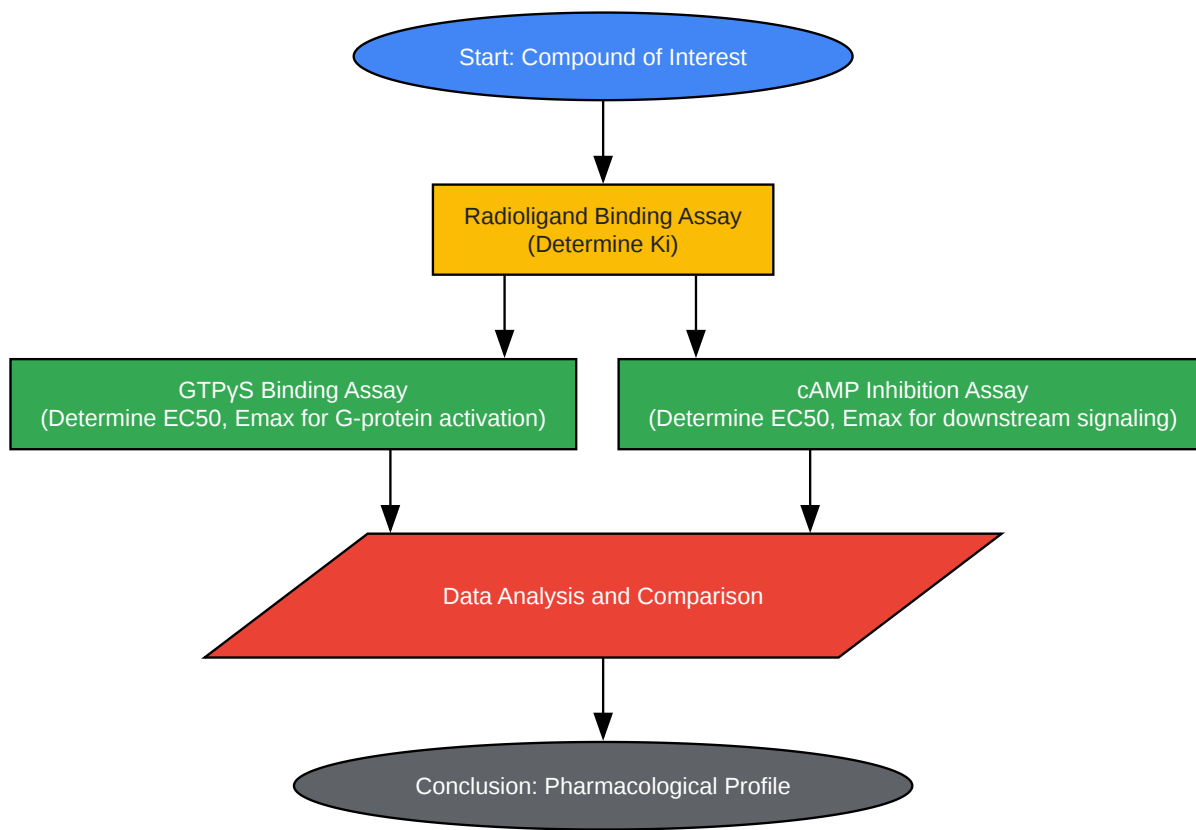 Start: Compound of Interest
Radioligand Binding Assay
(Determine Ki)
GTPγS Binding Assay
(Determine EC50, Emax for G-protein activation)
cAMP Inhibition Assay
(Determine EC50, Emax for downstream signaling)
Data Analysis and Comparison
Conclusion: Pharmacological Profile